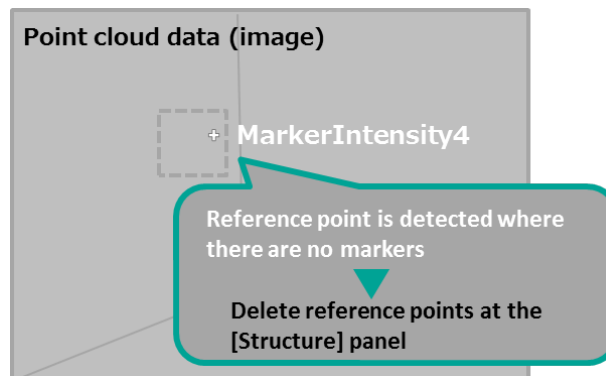 Point cloud data (image)
MarkerIntensity4
Reference point is detected where
there are no markers
Delete reference points at the
[Structure] panel